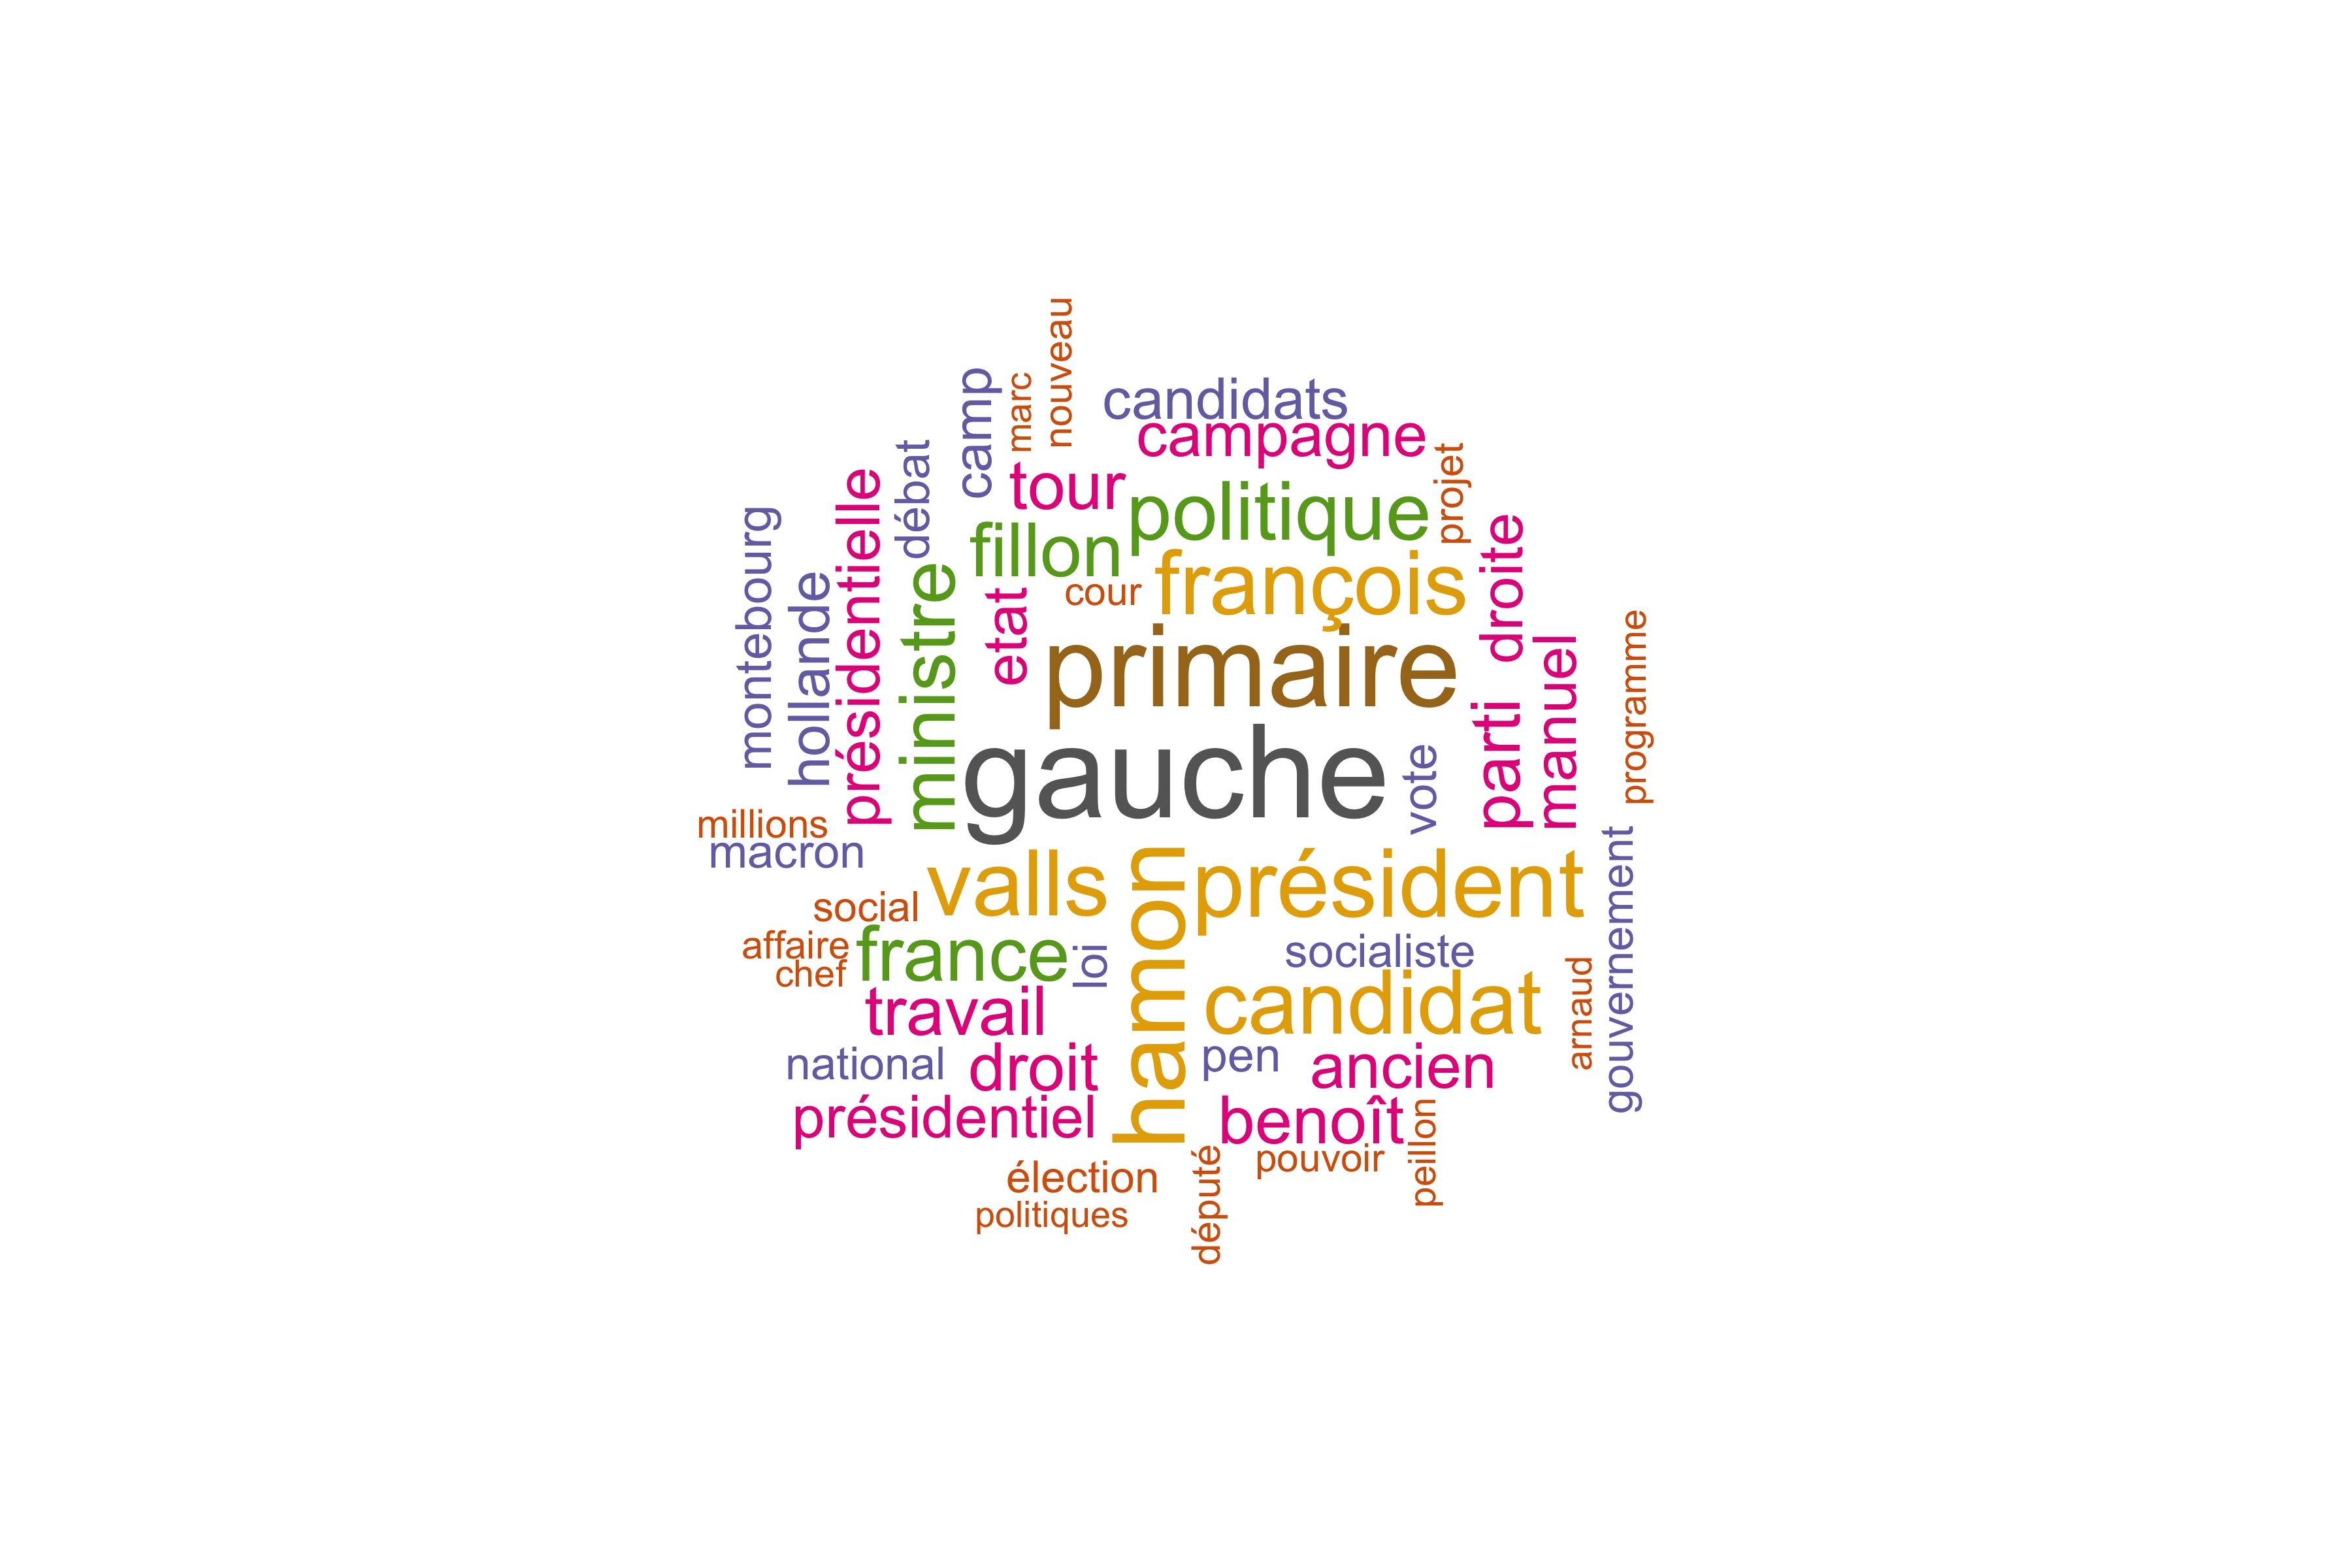 nouveau
camp
marc
candidats
campagne
débat
tour
politique
projet
présidentielle
montebourg
fillon
françois
droite
hollande
ministre
etat
cour
primaire
manuel
programme
parti
gauche
vote
millions
macron
valls
hamon
président
gouvernement
social
affaire
chef
france
loi
socialiste
candidat
arnaud
travail
national
droit
pen
ancien
présidentiel
benoît
peillon
pouvoir
député
élection
politiques